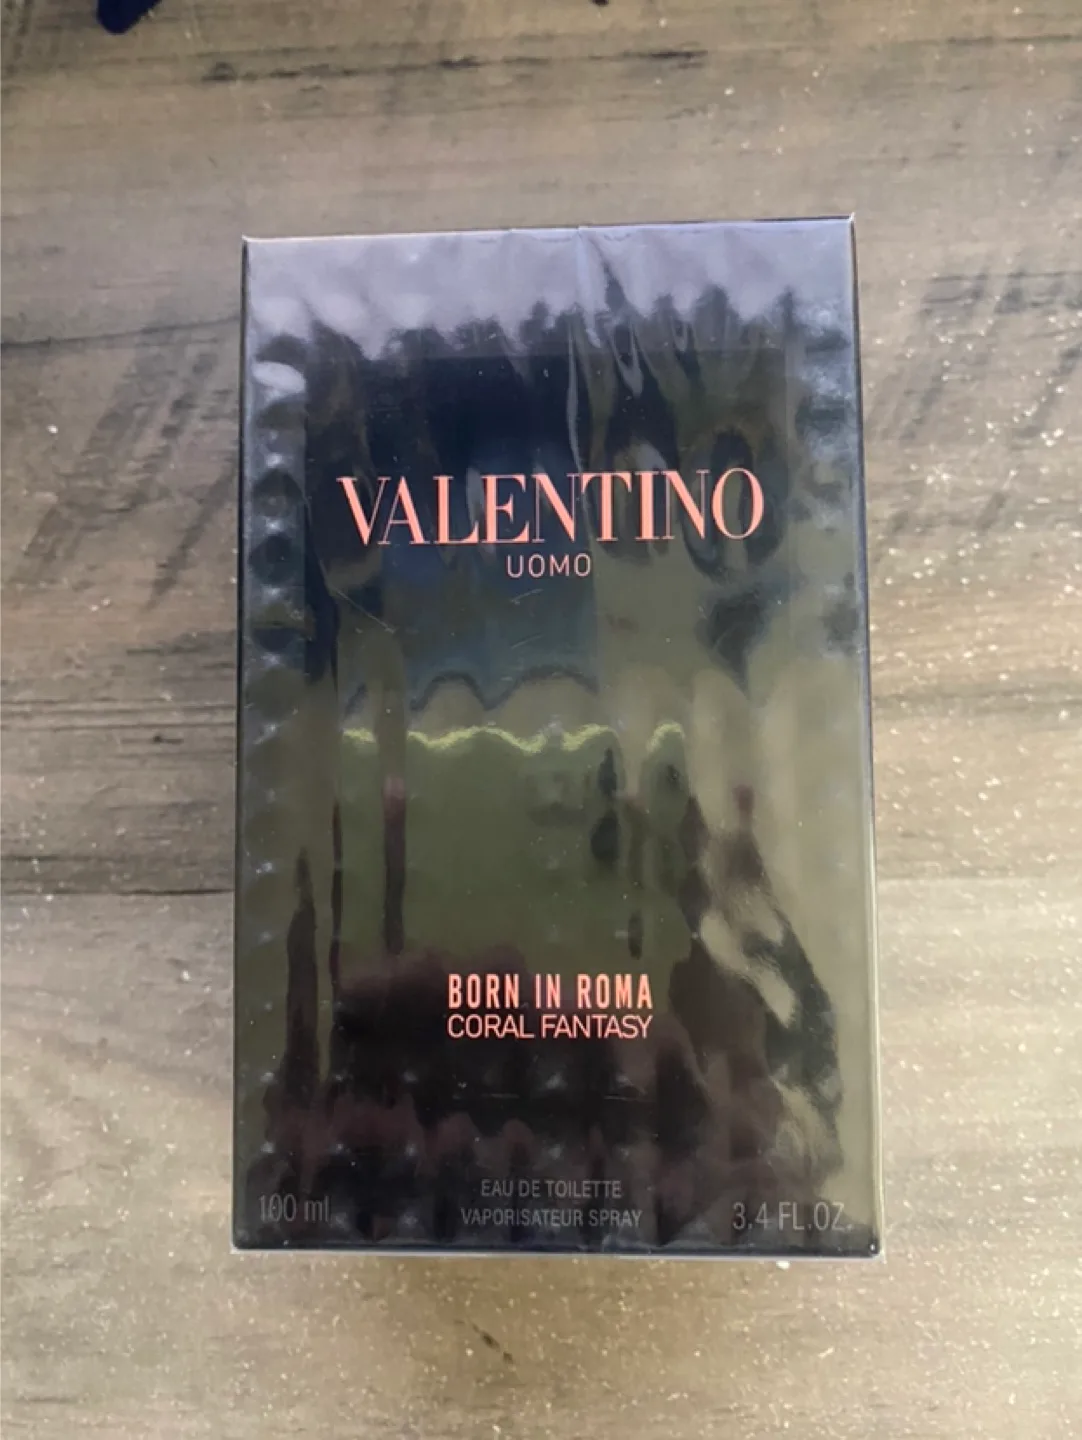 VALENTINO
UOMO
BORN IN ROMA
CORAL FANTASY
EAU DE TOILETTE
100 ml VAPORISATEUR SPRAY 3.4 FL.OZ.